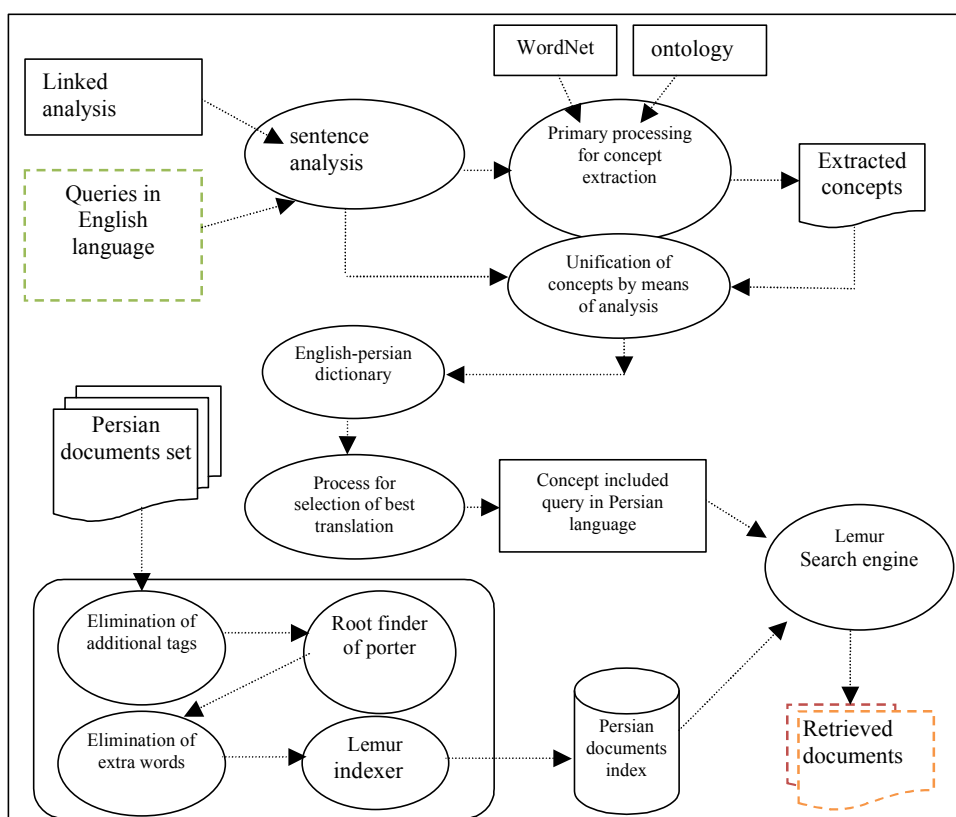 WordNet
ontology
Linked
analysis
sentence
analysis
Primary processing
for concept
extraction
Extracted
concepts
Queries in
English
language
Unification of
concepts by means
of analysis
English-persian
dictionary
Persian
documents set
Process for
selection of best
translation
Concept included
query in Persian
language
Lemur
Search engine
Elimination of
additional tags
Root finder
of porter
Elimination of
extra words
Lemur
indexer
Persian
documents
index
Retrieved
documents